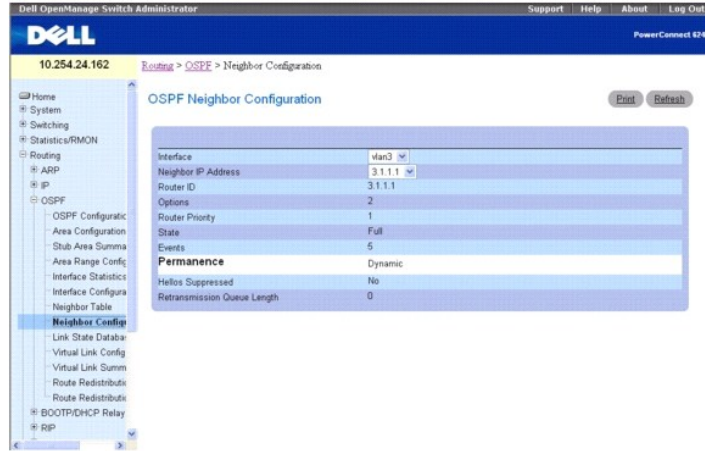 Dell OpenManage Switch Administrator
Support Help About Log Out
DELL
PowerConnect 624
10.254.24.162
Routing > OSPF > Neighbor Configuration
Home
System
Switching
Statistics/RMON
Routing
ARP
IP
OSPF
OSPF Configuratic
Area Configuration
Stub Area Summa
Area Range Config
Interface Statistics
Interface Configura
Neighbor Table
Neighbor Configu
Link State Databas
Virtual Link Config
Virtual Link Summ
Route Redistributic
Route Redistributic
BOOTP/DHCP Relay
RIP
OSPF Neighbor Configuration
Print Refresh
Interface vlan3
Neighbor IP Address 3.1.1.1
Router ID 3.1.1.1
Options 2
Router Priority 1
State Full
Events 5
Permanence Dynamic
Hellos Suppressed No
Retransmission Queue Length 0